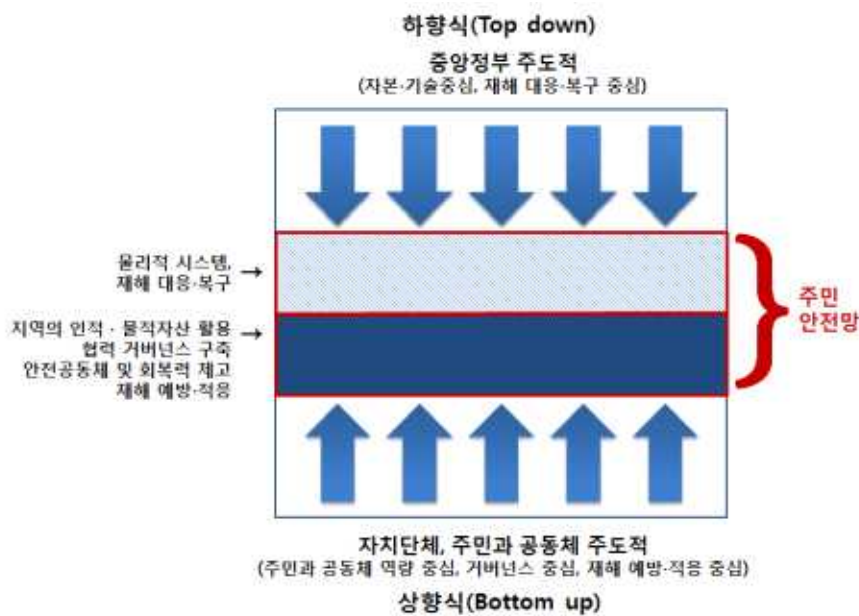 하향식(Top down)
중앙정부 주도적
(자본·기술중심, 재해 대응·복구 중심)
물리적 시스템,
재해 대응·복구
→
지역의 인적·물적자산 활용
협력 거버넌스 구축
안전공동체 및 회복력 제고
재해 예방·적응
→
주민
안전망
자치단체, 주민과 공동체 주도적
(주민과 공동체 역량 중심, 거버넌스 중심, 재해 예방·적응 중심)
상향식(Bottom up)